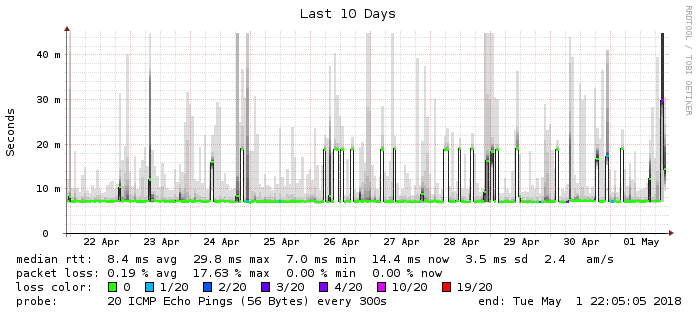 Last 10 Days
RRDTOOL / TOBI OETIKER
Seconds
40 m
30 m
20 m
10 m
0
22 Apr 23 Apr 24 Apr 25 Apr 26 Apr 27 Apr 28 Apr 29 Apr 30 Apr 01 May
median rtt: 8.4 ms avg 29.8 ms max 7.0 ms min 14.4 ms now 3.5 ms sd 2.4 am/s
packet loss: 0.19 % avg 17.63 % max 0.00 % min 0.00 % now
loss color: 0 1/20 2/20 3/20 4/20 10/20 19/20
probe: 20 ICMP Echo Pings (56 Bytes) every 300s end: Tue May 1 22:05:05 2018